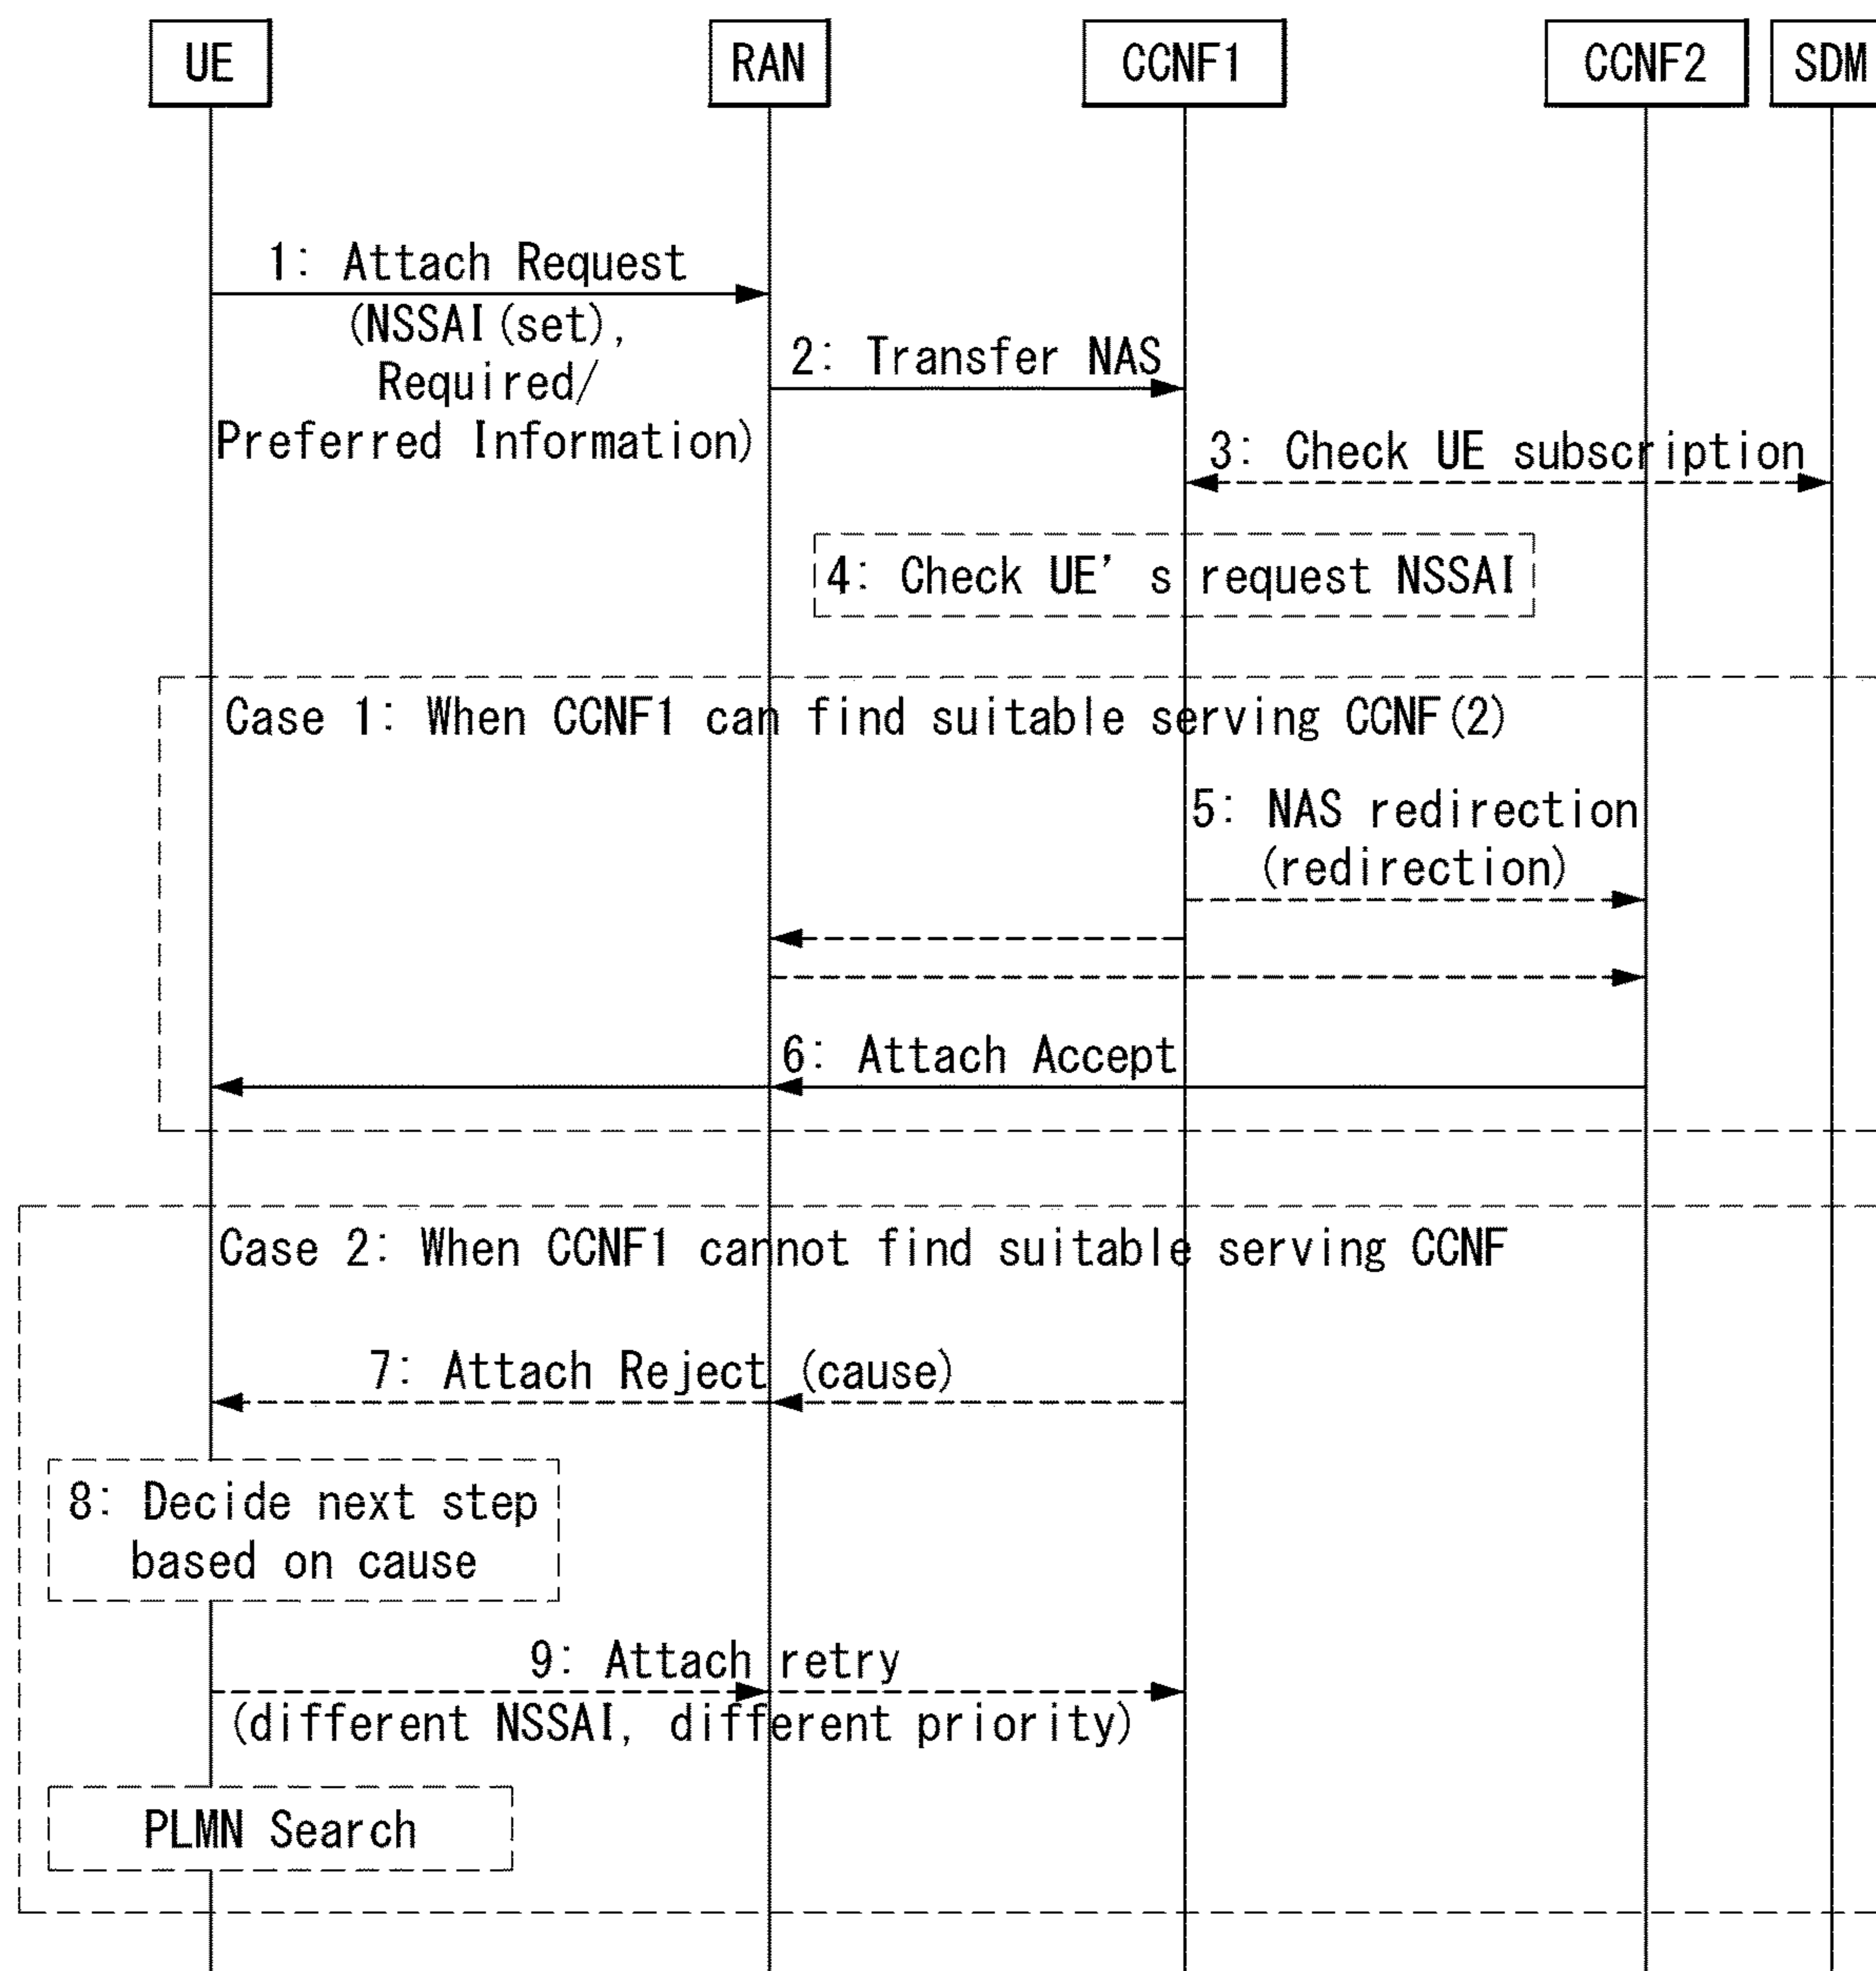 UE
RAN
CCNF1
CCNF2
SDM
1: Attach Request
(NSSAI(set),
Required/
Preferred Information)
2: Transfer NAS
3: Check UE subscription
4: Check UE's request NSSAI
Case 1: When CCNF1 can find suitable serving CCNF(2)
5: NAS redirection
(redirection)
6: Attach Accept
Case 2: When CCNF1 cannot find suitable serving CCNF
7: Attach Reject (cause)
8: Decide next step
based on cause
9: Attach retry
(different NSSAI, different priority)
PLMN Search